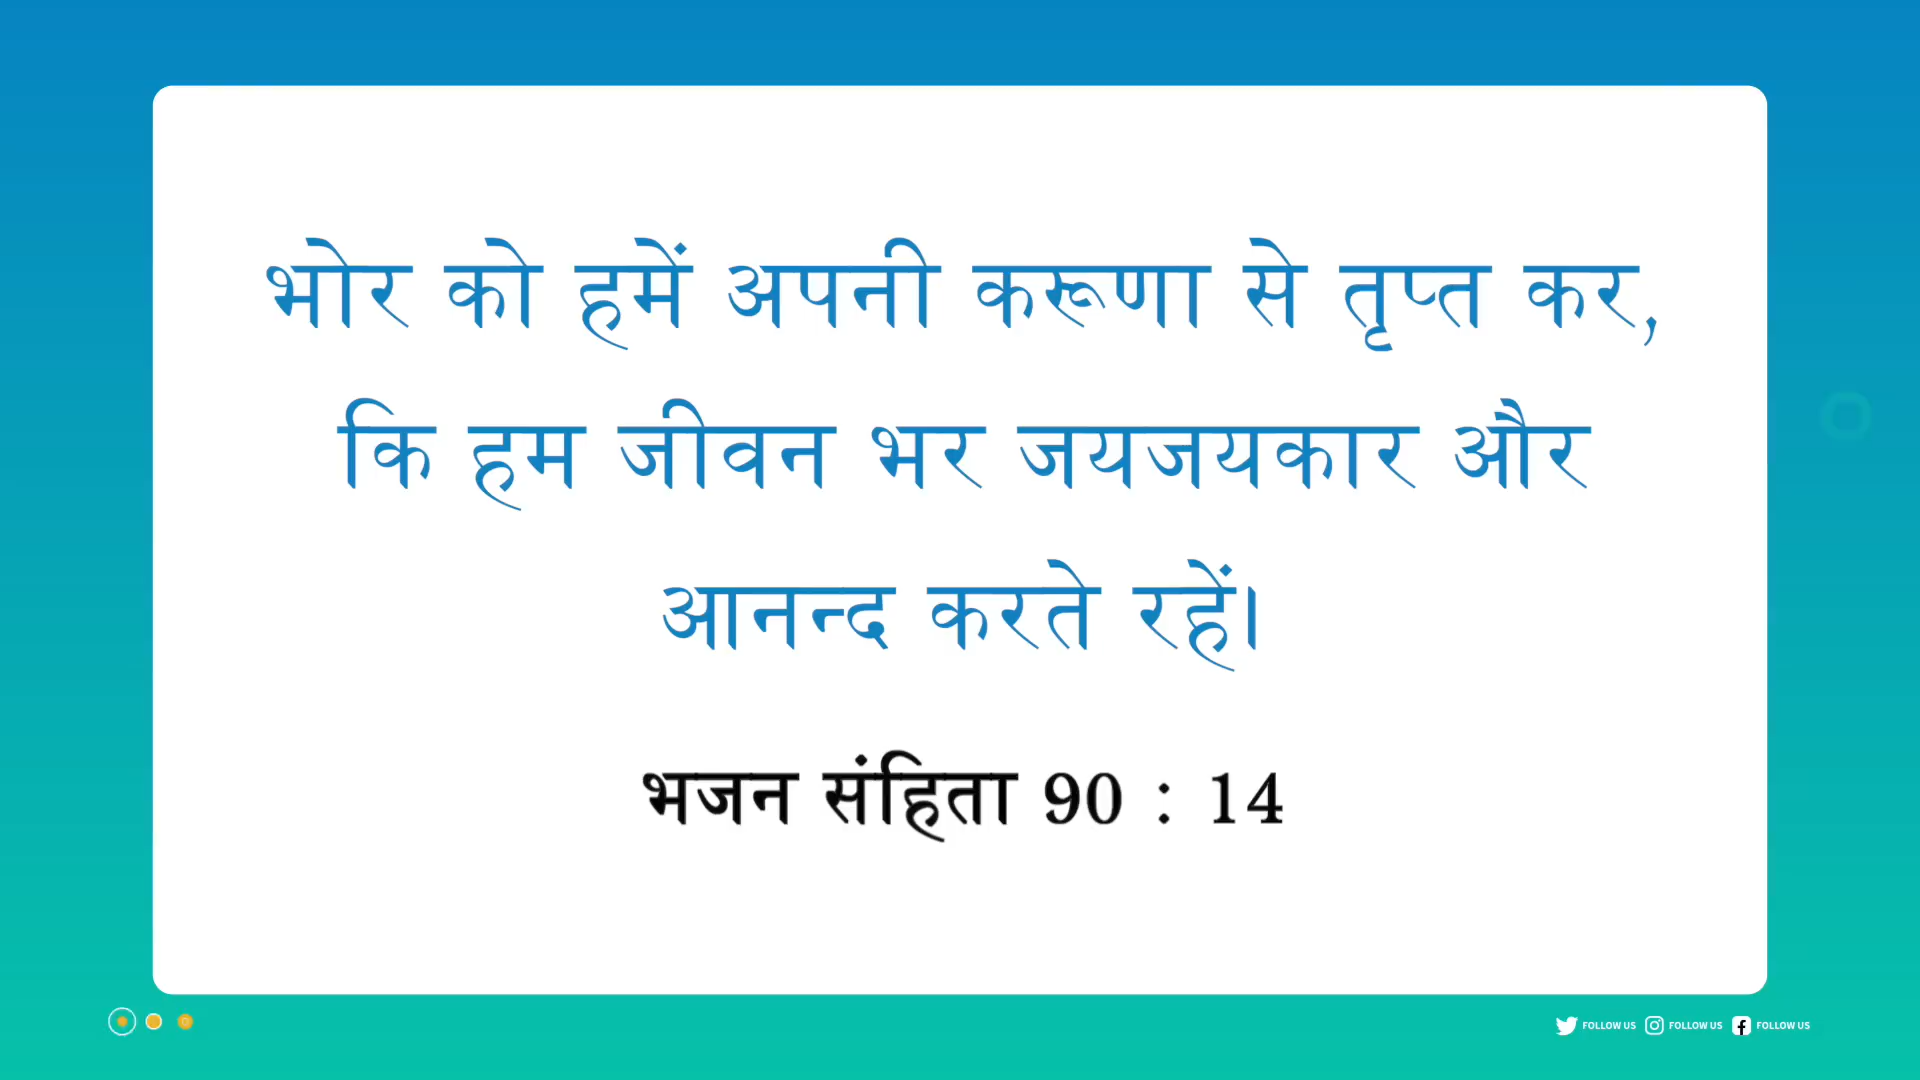 भोर को हमें अपनी करूणा से तृप्त कर,
कि हम जीवन भर जयजयकार और
आनन्द करते रहें।
भजन संहिता 90 : 14
FOLLOW US FOLLOW US FOLLOW US